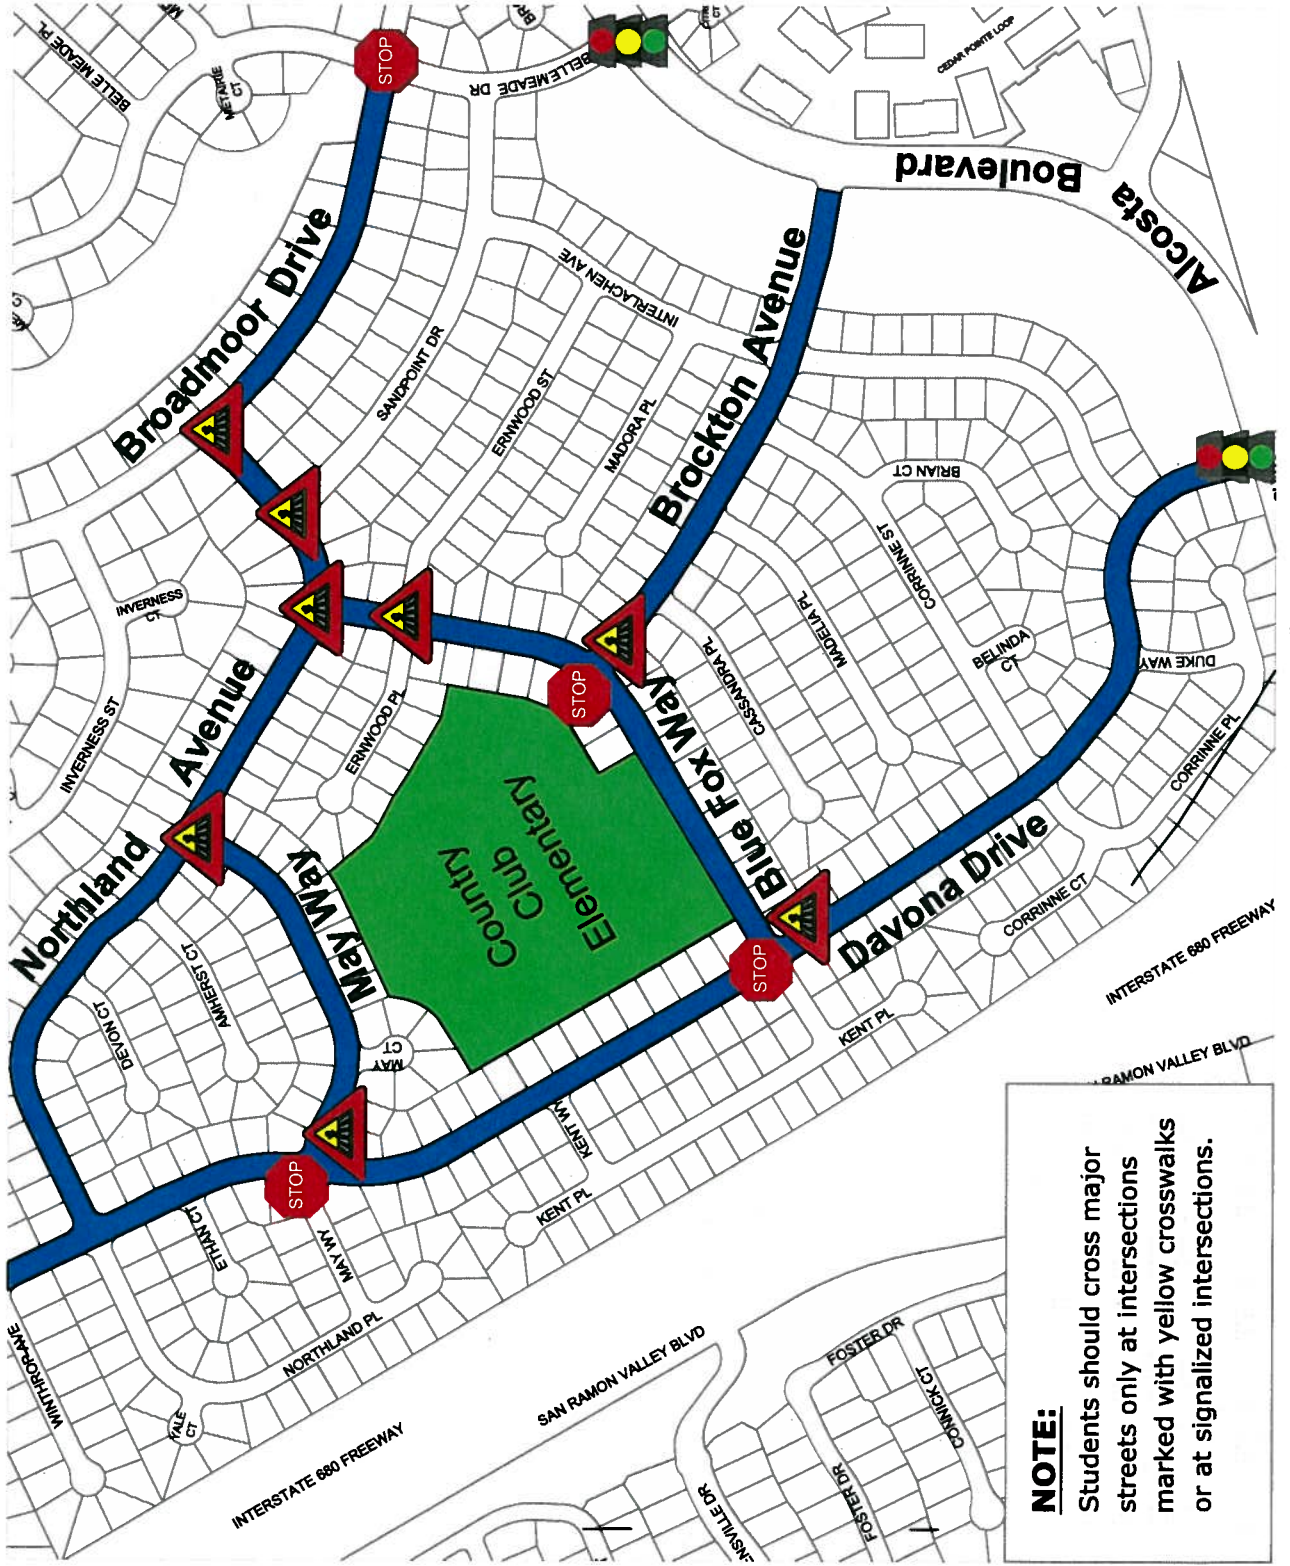 BELLE MEADE PL
METAIRIE
CT
STOP
BELLE MEADE DR
CEDAR POINTE LOOP
Alcosta
Boulevard
Broadmoor Drive
SANDPOINT DR
INTERLACHEN AVE
ERNWOOD ST
MADORA PL
Brockton Avenue
BRIAN CT
CORRINNE ST
MADELIA PL
BELINDA
CT
CASSANDRA PL
DUKE WAY
CORRINNE PL
INVERNESS
CT
INVERNESS ST
Northland Avenue
ERNWOOD PL
STOP
Blue Fox Way
Country
Club
Elementary
May Way
MAY
CT
AMHERST CT
DEVON CT
STOP
Davona Drive
CORRINNE CT
KENT PL
KENT WY
KENT PL
STOP
ETHAN CT
MAY WY
NORTHLAND PL
YALE
CT
WINTHROP AVE
INTERSTATE 680 FREEWAY
INTERSTATE 680 FREEWAY
RAMON VALLEY BLVD
SAN RAMON VALLEY BLVD
FOSTER DR
CONNICK CT
FOSTER DR
ENSVILLE DR
NOTE:
Students should cross major
streets only at intersections
marked with yellow crosswalks
or at signalized intersections.